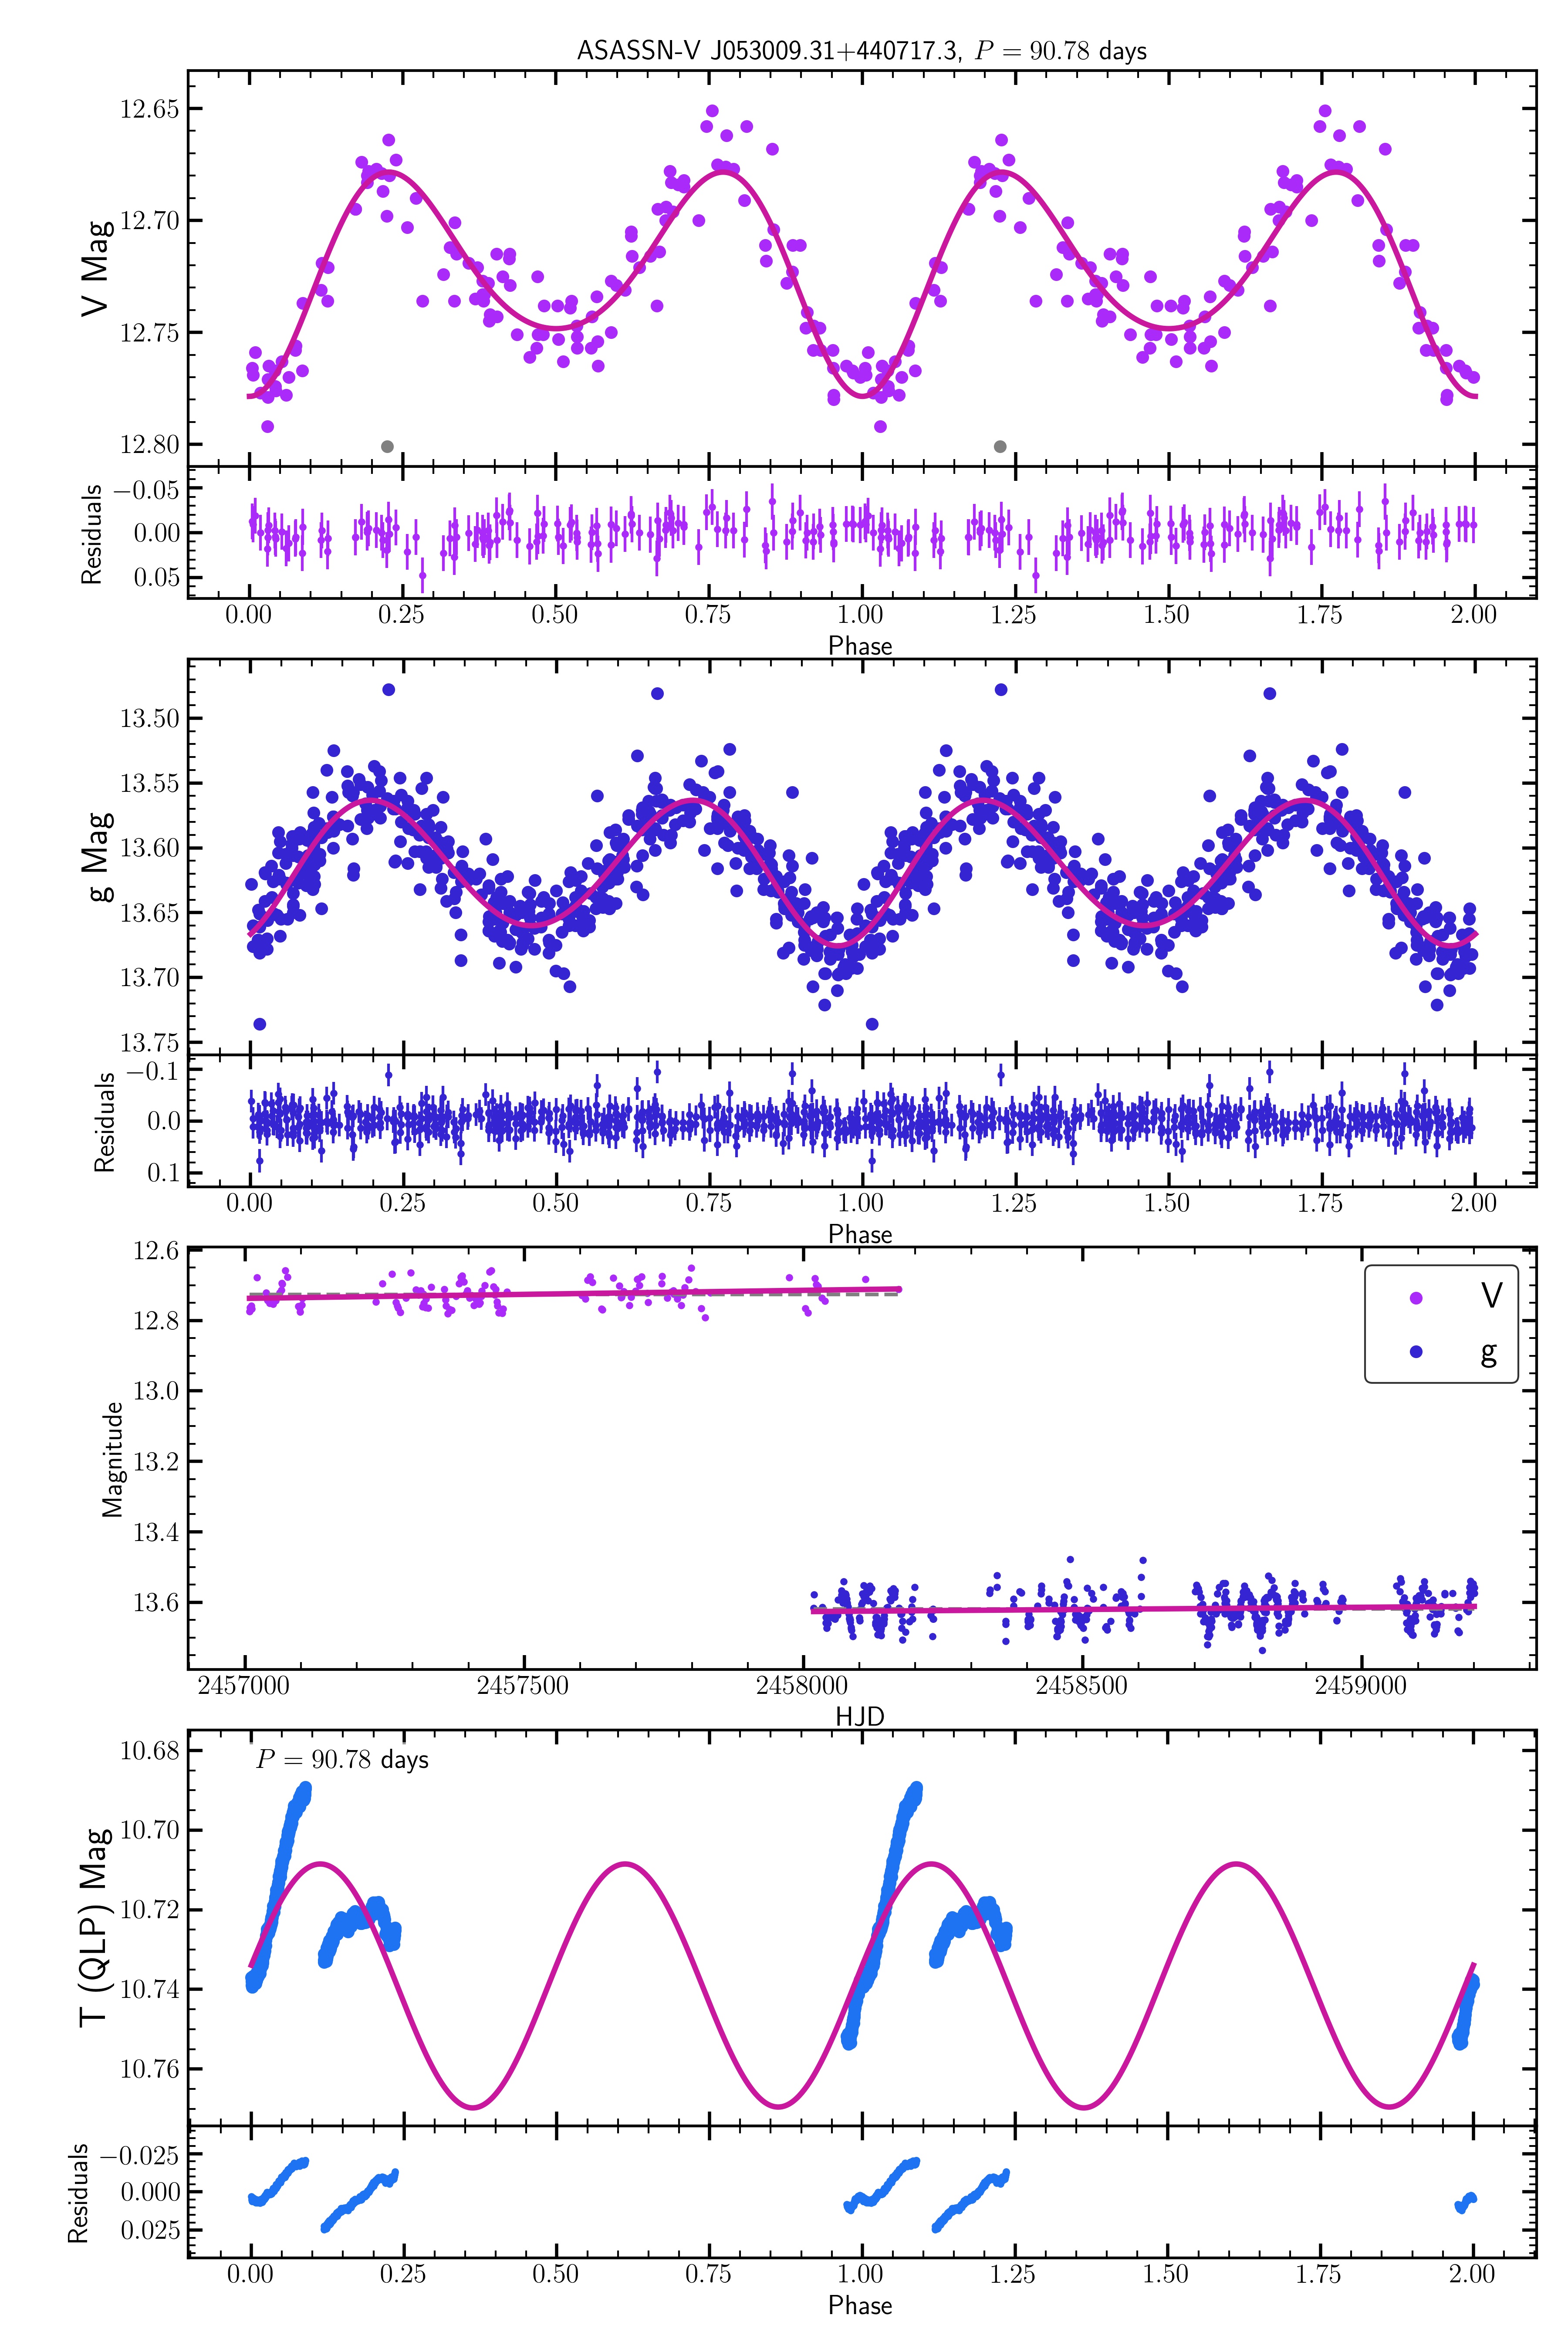 ASASSN-V J053009.31+440717.3, P = 90.78 days
V Mag
12.65
12.70
12.75
12.80
Residuals
−0.05
0.00
0.05
0.00 0.25 0.50 0.75 1.00 1.25 1.50 1.75 2.00
Phase
g Mag
13.50
13.55
13.60
13.65
13.70
13.75
Residuals
−0.1
0.0
0.1
0.00 0.25 0.50 0.75 1.00 1.25 1.50 1.75 2.00
Phase
Magnitude
12.6
12.8
13.0
13.2
13.4
13.6
V
g
2457000 2457500 2458000 2458500 2459000
HJD
P = 90.78 days
T (QLP) Mag
10.68
10.70
10.72
10.74
10.76
Residuals
−0.025
0.000
0.025
0.00 0.25 0.50 0.75 1.00 1.25 1.50 1.75 2.00
Phase